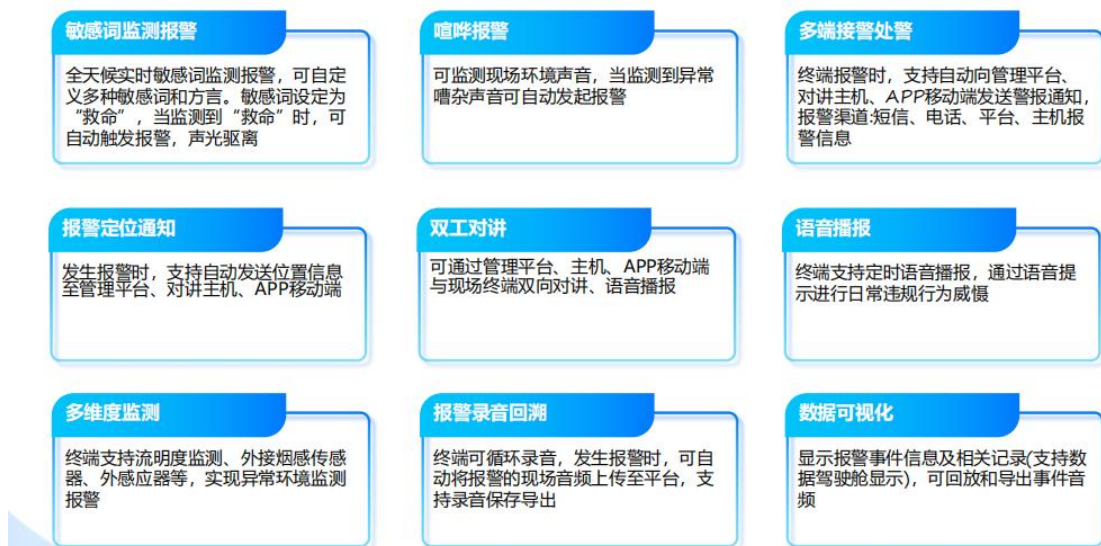 敏感词监测报警
全天候实时敏感词监测报警，可自定
义多种敏感词和方言。敏感词设定为
“救命”，当监测到“救命”时，可
自动触发报警，声光驱离
喧哗报警
可监测现场环境声音，当监测到异常
嘈杂声音可自动发起报警
多端接警处警
终端报警时，支持自动向管理平台、
对讲主机、APP移动端发送警报通知，
报警渠道:短信、电话、平台、主机报
警信息
报警定位通知
发生报警时，支持自动发送位置信息
至管理平台、对讲主机、APP移动端
双工对讲
可通过管理平台、主机、APP移动端
与现场终端双向对讲、语音播报
语音播报
终端支持定时语音播报，通过语音提
示进行日常违规行为威慑
多维度监测
终端支持流明度监测、外接烟感传感
器、外感应器等，实现异常环境监测
报警
报警录音回溯
终端可循环录音，发生报警时，可自
动将报警的现场音频上传至平台，支
持录音保存导出
数据可视化
显示报警事件信息及相关记录(支持数
据驾驶舱显示)，可回放和导出事件音
频